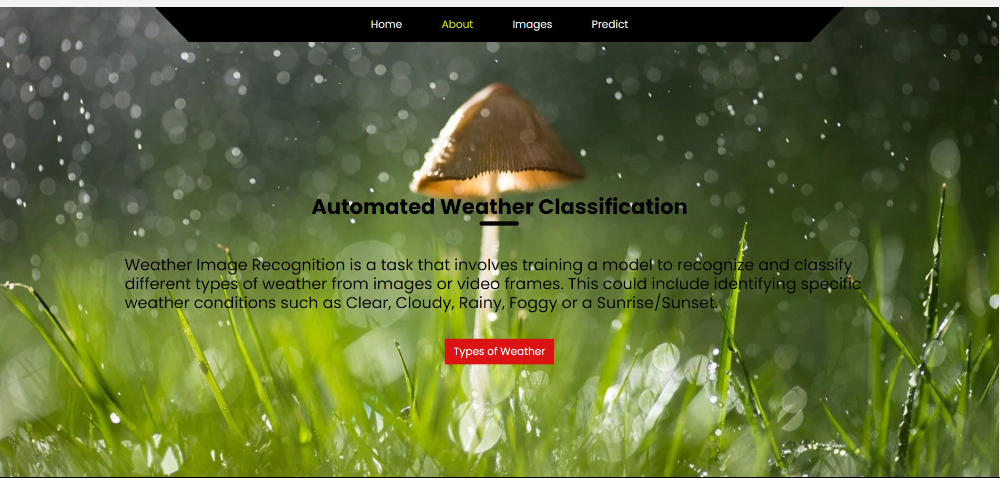 Home About Images Predict
Automated Weather Classification
Weather Image Recognition is a task that involves training a model to recognize and classify
different types of weather from images or video frames. This could include identifying specific
weather conditions such as Clear, Cloudy, Rainy, Foggy or a Sunrise/Sunset.
Types of Weather